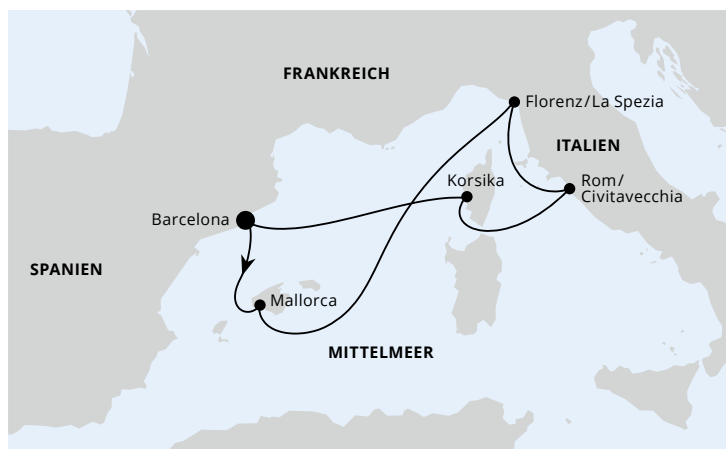 FRANKREICH
Florenz/La Spezia
ITALIEN
Korsika
Rom/
Civitavecchia
Barcelona
SPANIEN
Mallorca
MITTELMEER